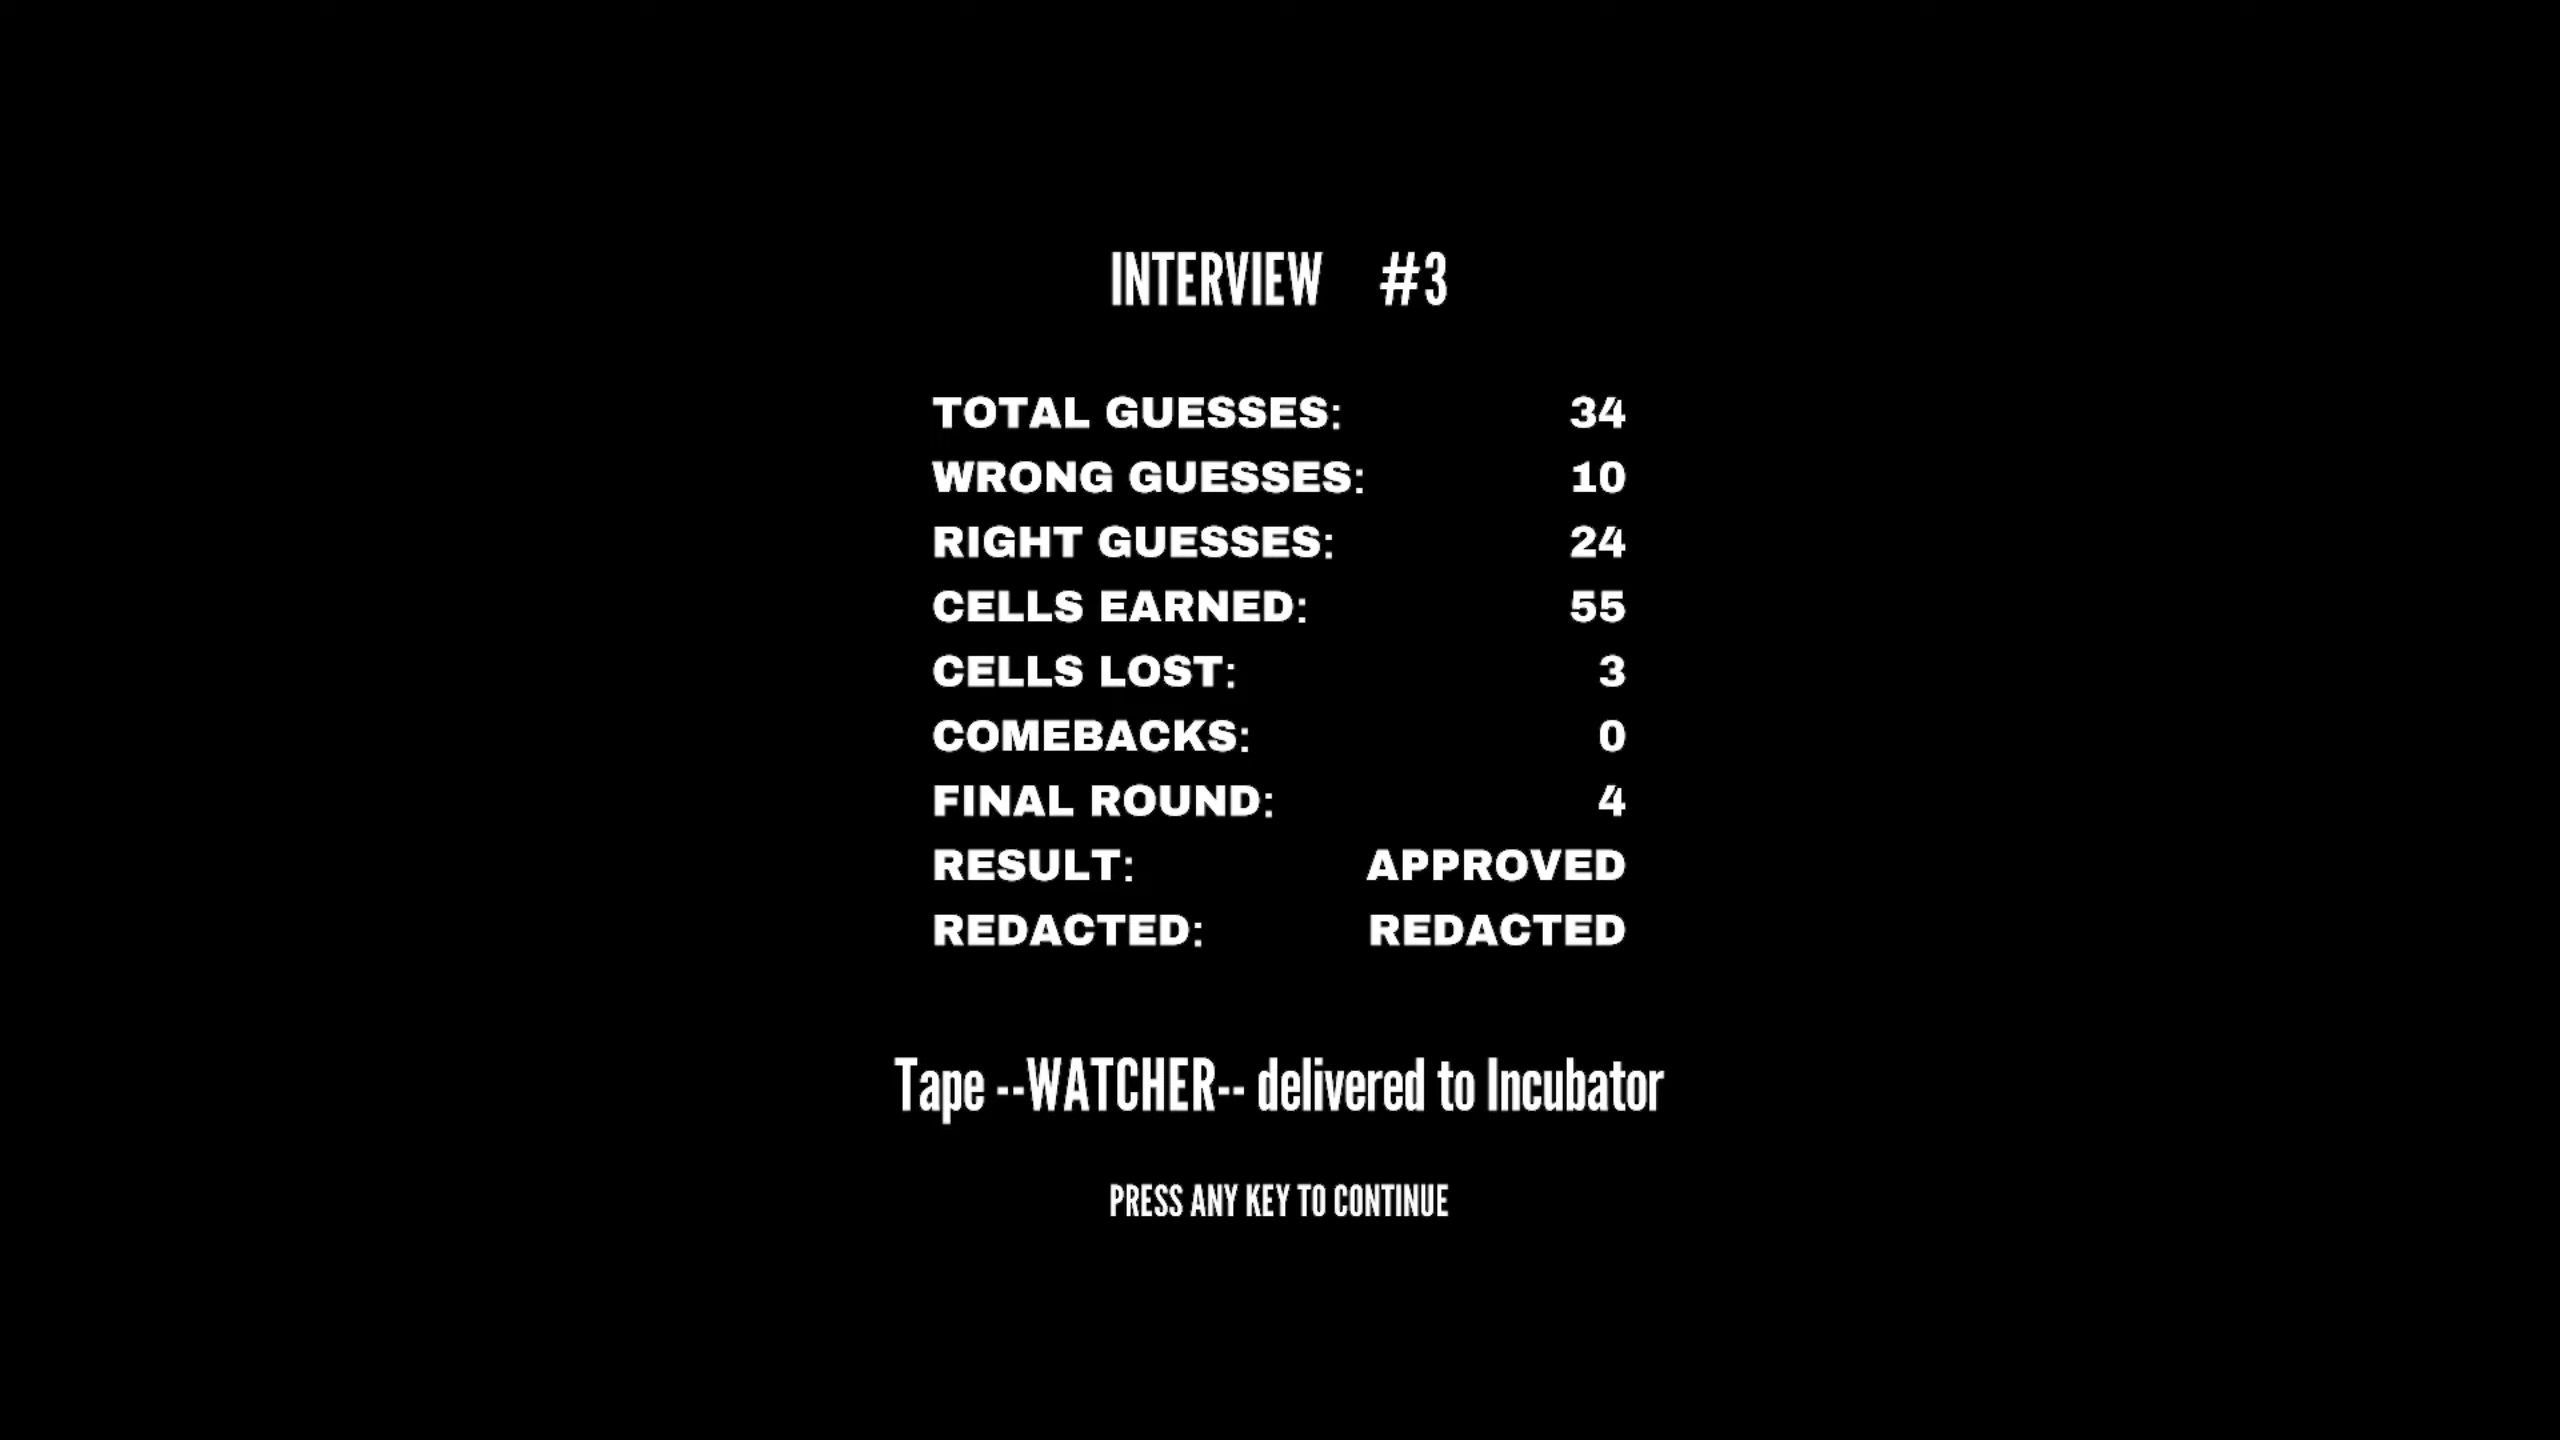 INTERVIEW #3
TOTAL GUESSES: 34
WRONG GUESSES: 10
RIGHT GUESSES: 24
CELLS EARNED: 55
CELLS LOST: 3
COMEBACKS: 0
FINAL ROUND: 4
RESULT: APPROVED
REDACTED: REDACTED
Tape --WATCHER-- delivered to Incubator
PRESS ANY KEY TO CONTINUE